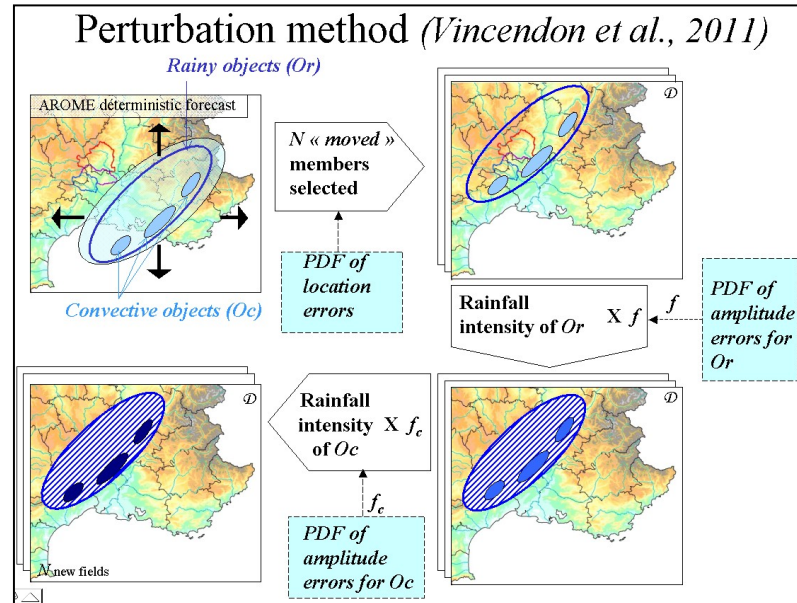 Perturbation method (Vincendon et al., 2011)
Rainy objects (Or)
AROME déterministic forecast
Convective objects (Oc)
N « moved »
members
selected
PDF of
location
errors
D
Rainfall
intensity of Or
X f
f
PDF of
amplitude
errors for
Or
D
Rainfall
intensity
of Oc
X fc
fc
PDF of
amplitude
errors for Oc
D
N new fields